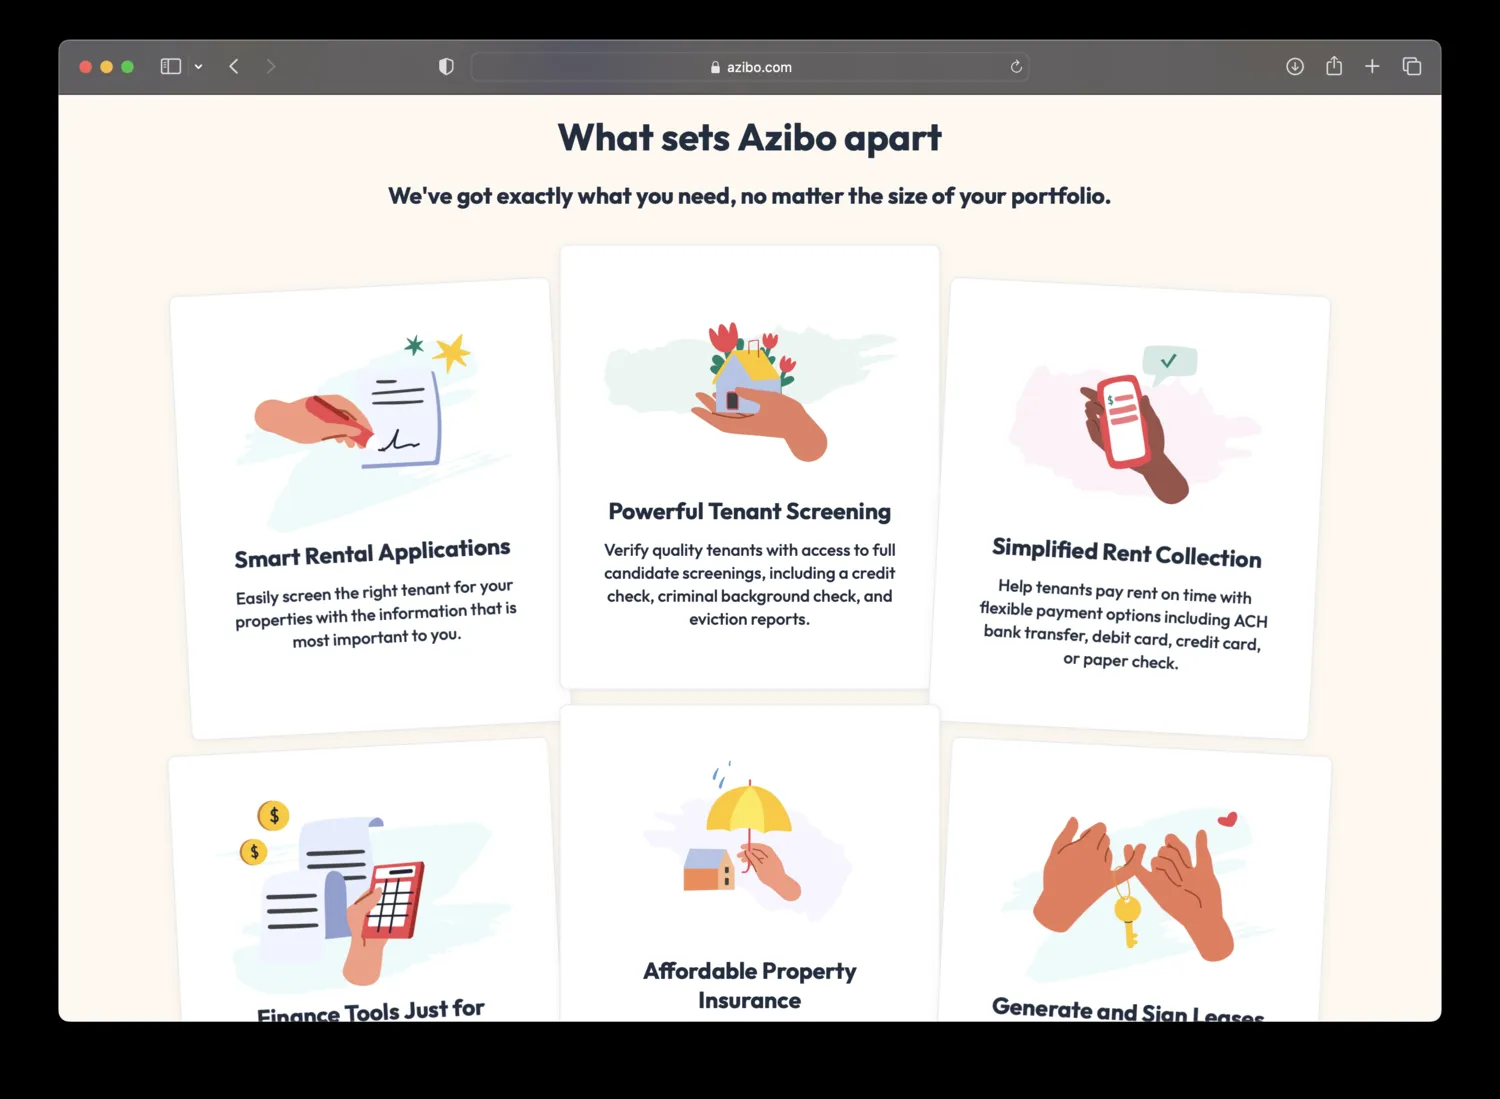 azibo.com
What sets Azibo apart
We've got exactly what you need, no matter the size of your portfolio.
Smart Rental Applications
Easily screen the right tenant for your
properties with the information that is
most important to you.
Powerful Tenant Screening
Verify quality tenants with access to full
candidate screenings, including a credit
check, criminal background check, and
eviction reports.
$
Simplified Rent Collection
Help tenants pay rent on time with
flexible payment options including ACH
bank transfer, debit card, credit card,
or paper check.
$
$
Finance Tools Just for
Affordable Property
Insurance
Generate and Sign Leases